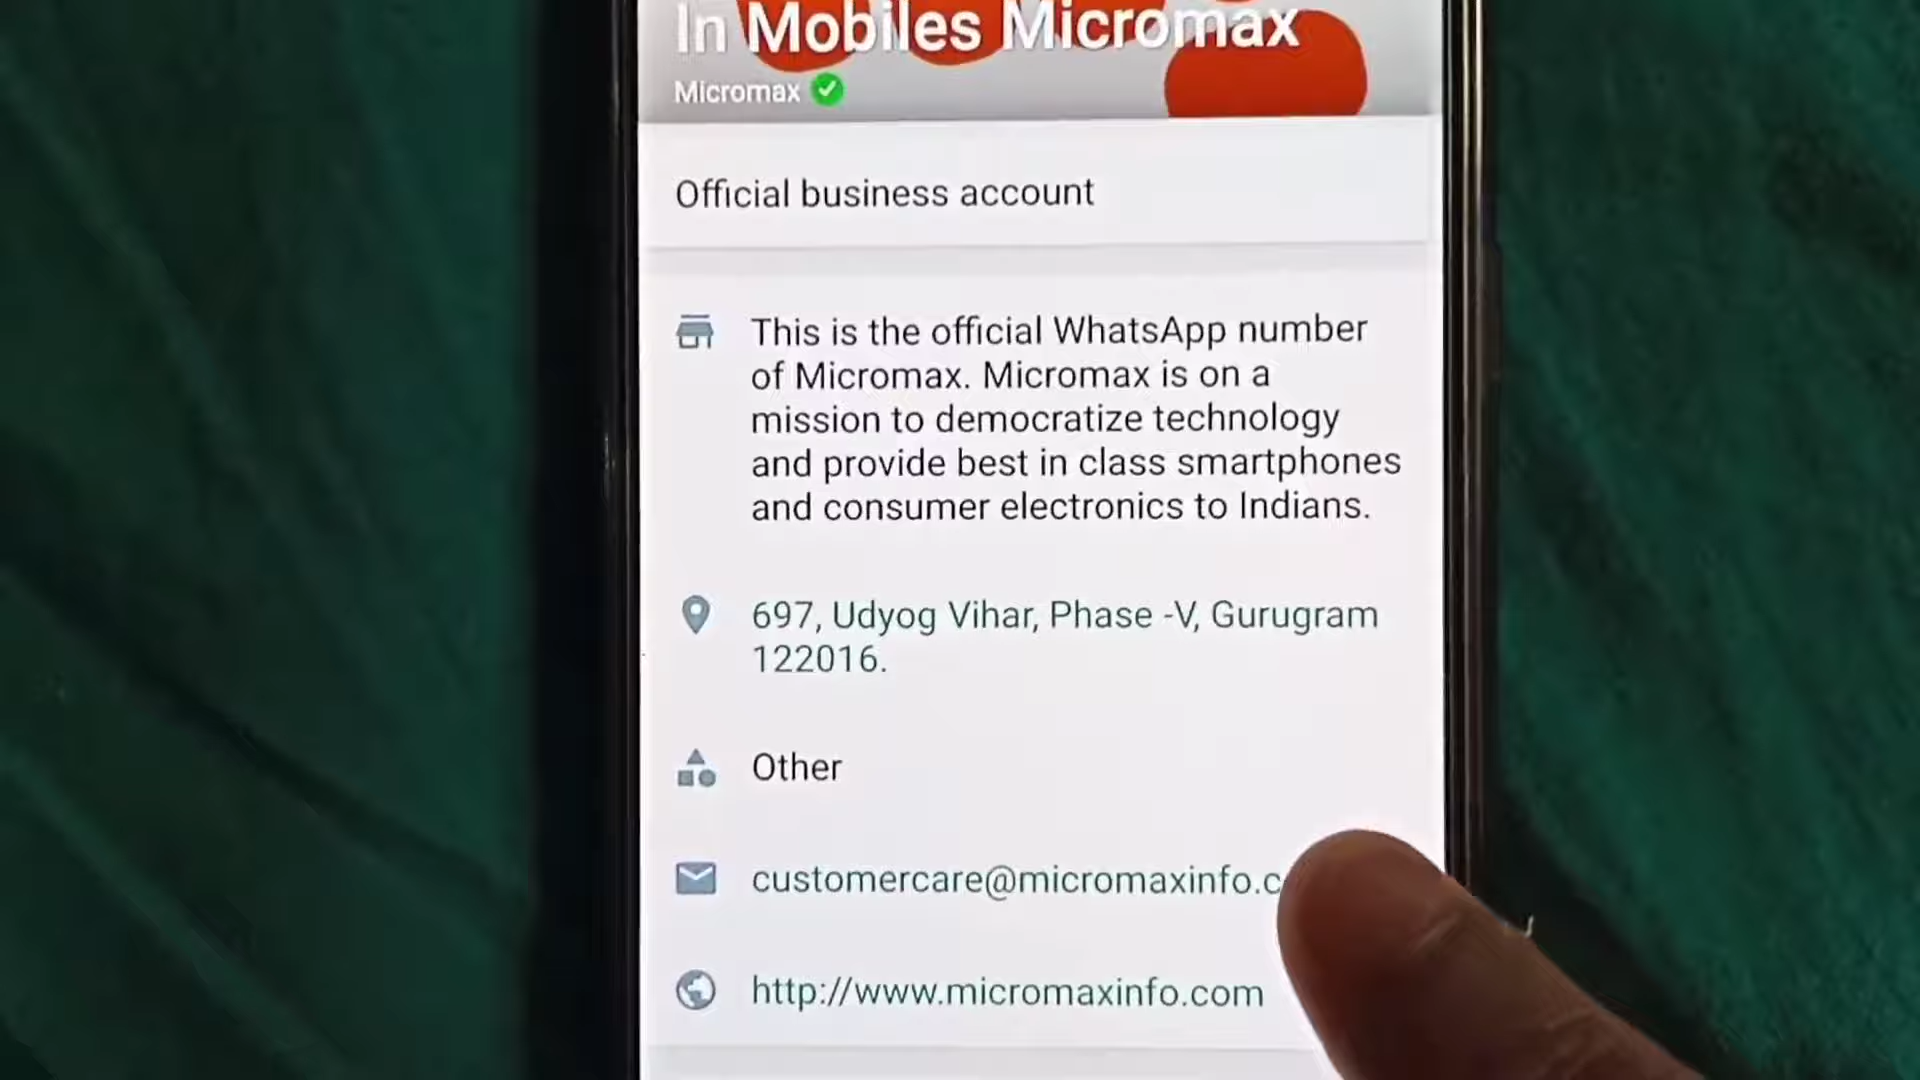 In Mobiles Micromax
Micromax
Official business account
This is the official WhatsApp number
of Micromax. Micromax is on a
mission to democratize technology
and provide best in class smartphones
and consumer electronics to Indians.
697, Udyog Vihar, Phase -V, Gurugram
122016.
Other
customercare@micromaxinfo.c
http://www.micromaxinfo.com